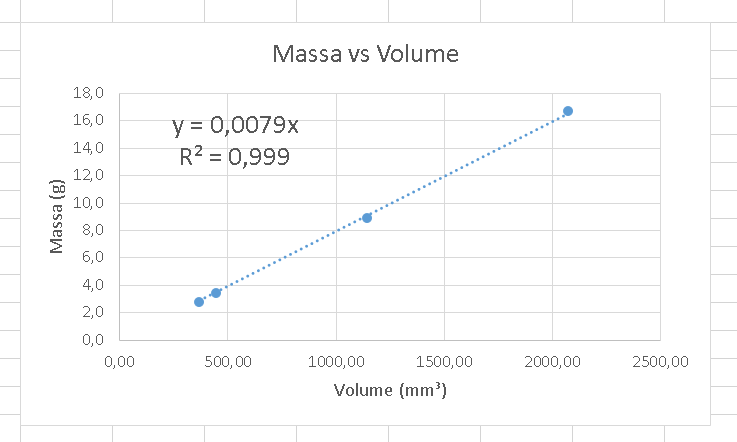 Massa vs Volume
y = 0,0079x
R² = 0,999
Massa (g)
18,0
16,0
14,0
12,0
10,0
8,0
6,0
4,0
2,0
0,0
0,00 500,00 1000,00 1500,00 2000,00 2500,00
Volume (mm³)